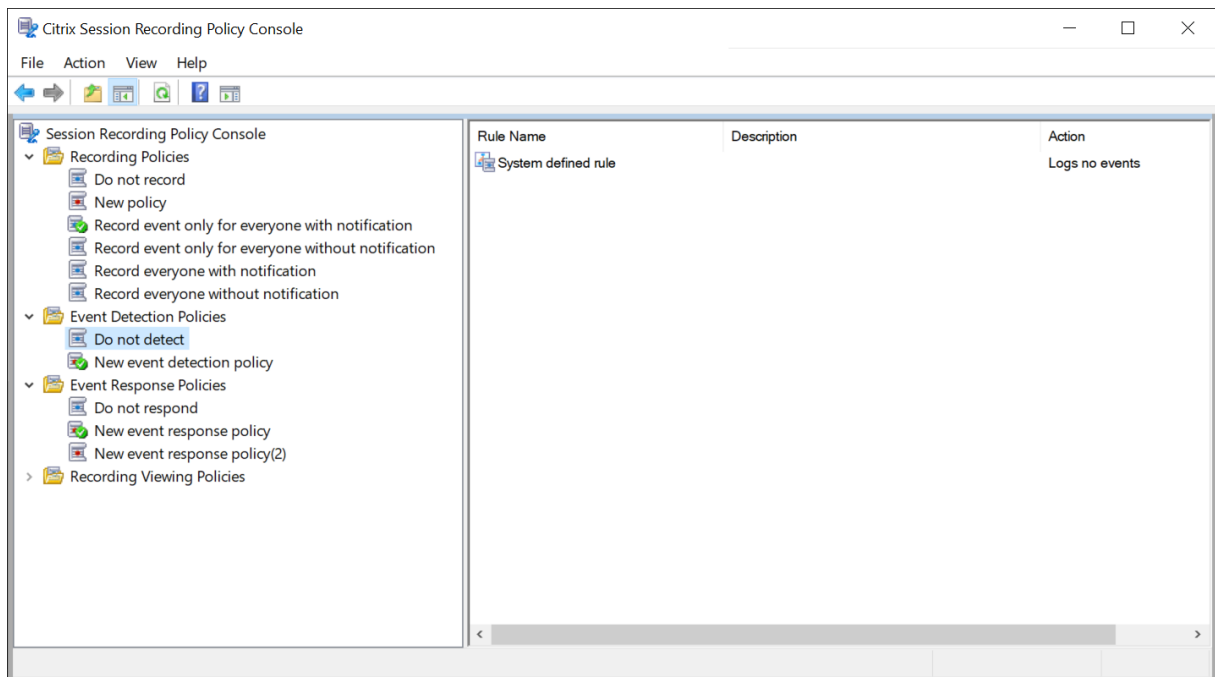 Citrix Session Recording Policy Console
File Action View Help
Session Recording Policy Console
Recording Policies
Do not record
New policy
Record event only for everyone with notification
Record event only for everyone without notification
Record everyone with notification
Record everyone without notification
Event Detection Policies
Do not detect
New event detection policy
Event Response Policies
Do not respond
New event response policy
New event response policy(2)
Recording Viewing Policies
Rule Name Description Action
System defined rule Logs no events